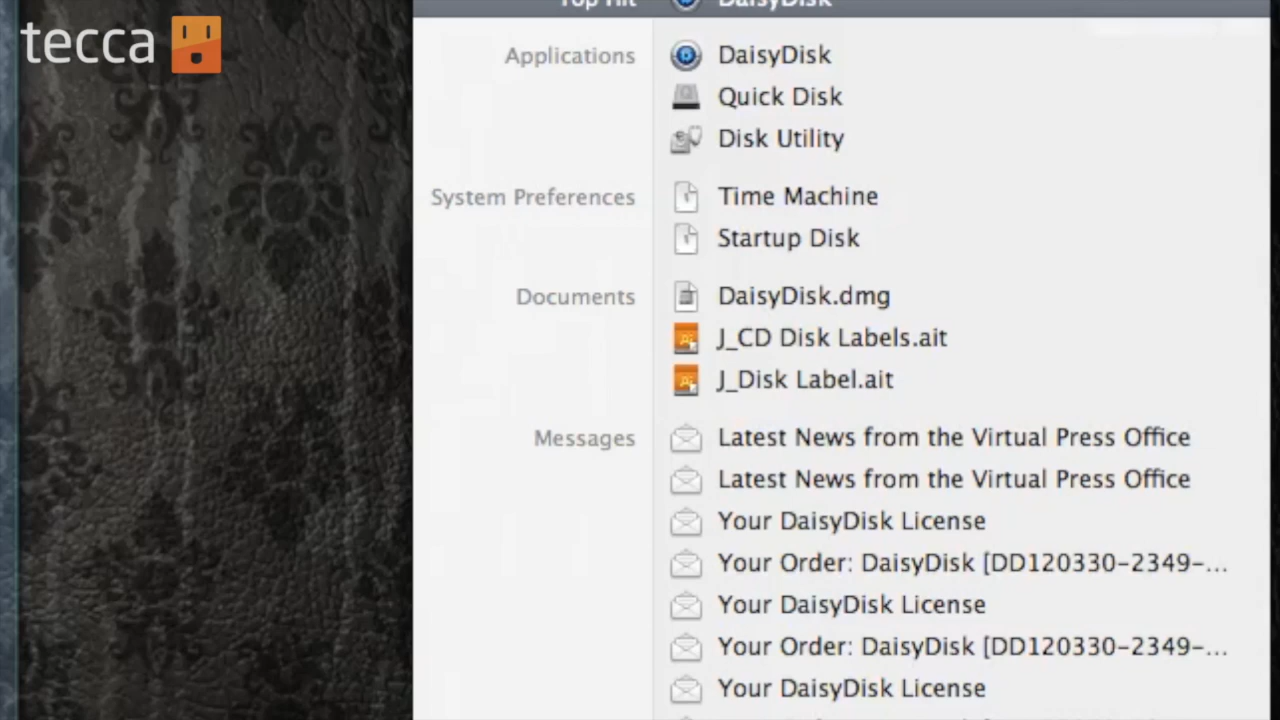 tecca
Top Hit DaisyDisk
Applications DaisyDisk
Quick Disk
Disk Utility
System Preferences Time Machine
Startup Disk
Documents DaisyDisk.dmg
J_CD Disk Labels.ait
J_Disk Label.ait
Messages Latest News from the Virtual Press Office
Latest News from the Virtual Press Office
Your DaisyDisk License
Your Order: DaisyDisk [DD120330-2349-...
Your DaisyDisk License
Your Order: DaisyDisk [DD120330-2349-...
Your DaisyDisk License